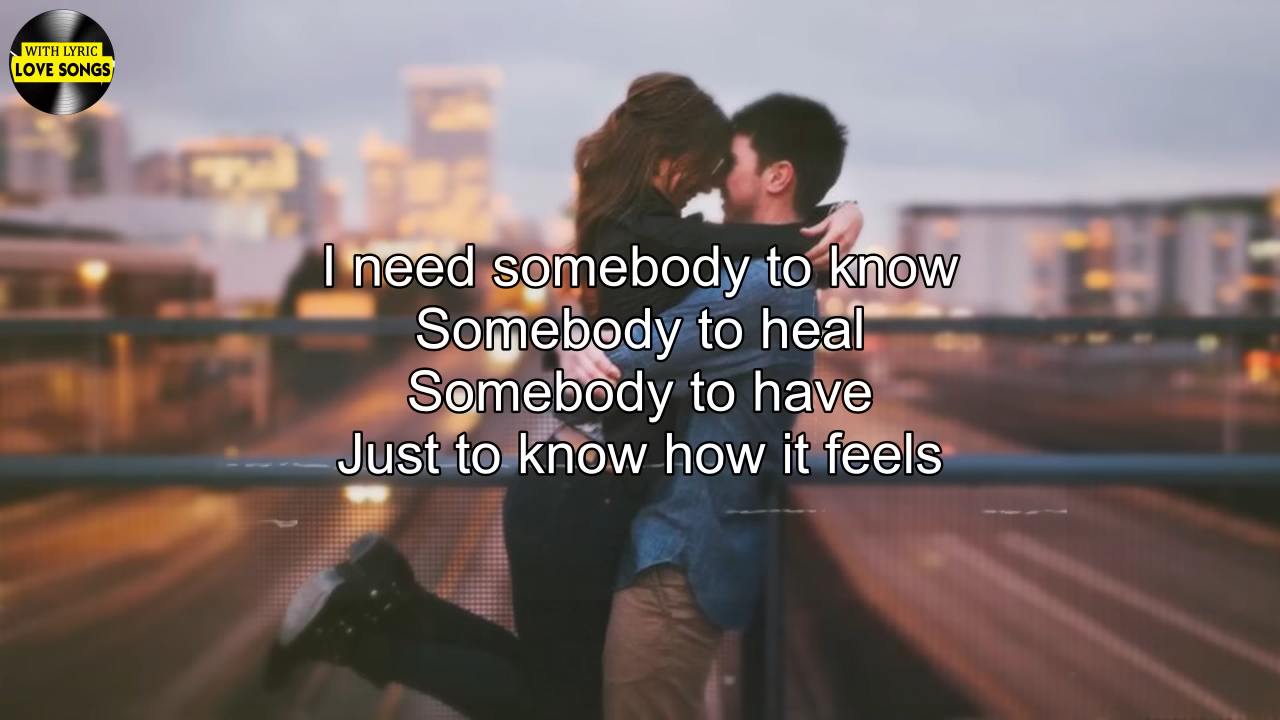 WITH LYRIC
LOVE SONGS
I need somebody to know
Somebody to heal
Somebody to have
Just to know how it feels